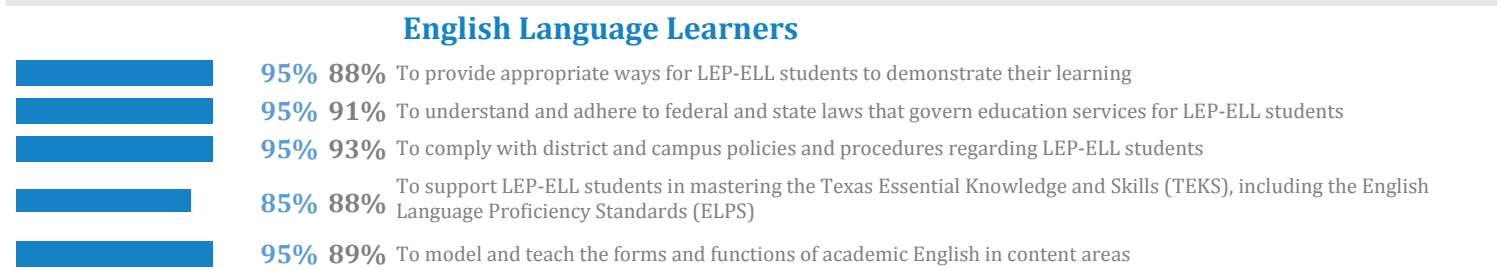 English Language Learners
95% 88% To provide appropriate ways for LEP-ELL students to demonstrate their learning
95% 91% To understand and adhere to federal and state laws that govern education services for LEP-ELL students
95% 93% To comply with district and campus policies and procedures regarding LEP-ELL students
85% 88% To support LEP-ELL students in mastering the Texas Essential Knowledge and Skills (TEKS), including the English
Language Proficiency Standards (ELPS)
95% 89% To model and teach the forms and functions of academic English in content areas